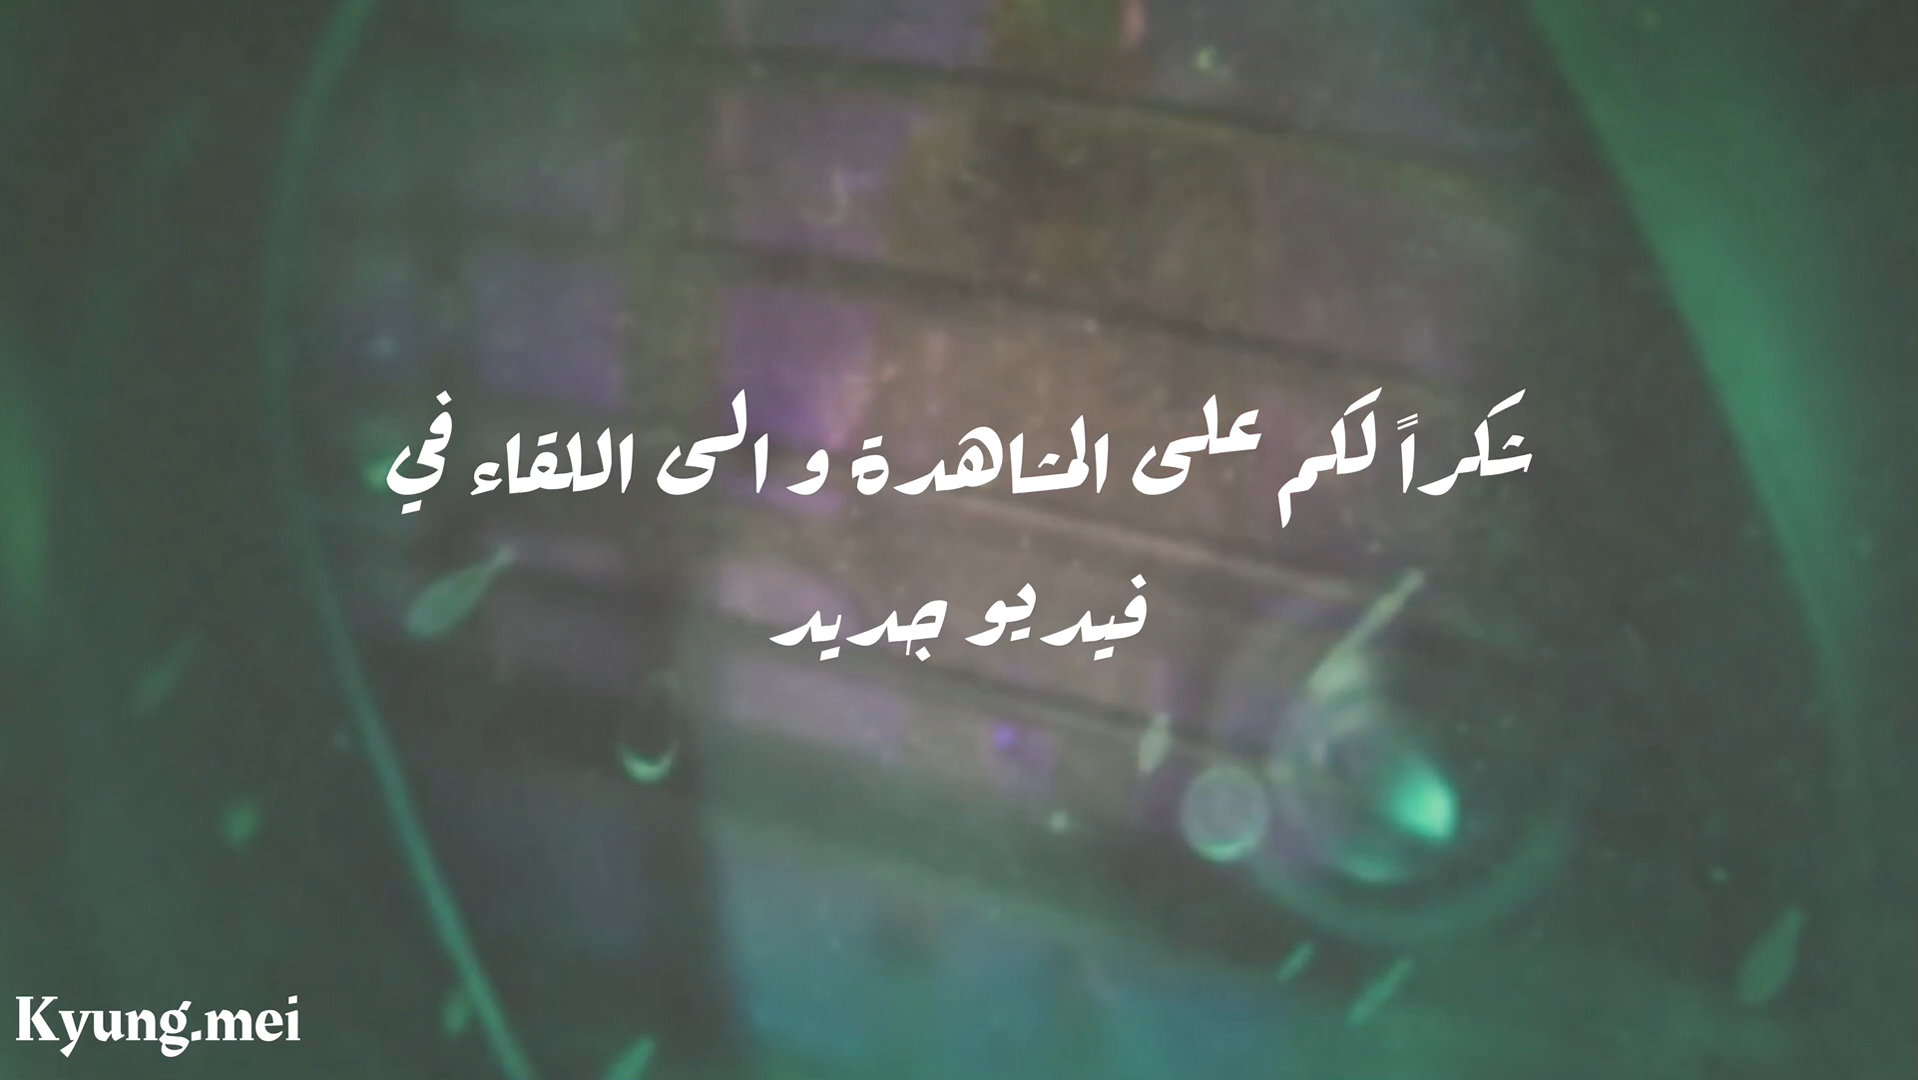 شكراً لكم على المشاهدة و الى اللقاء في
فيديو جديد
Kyung.mei